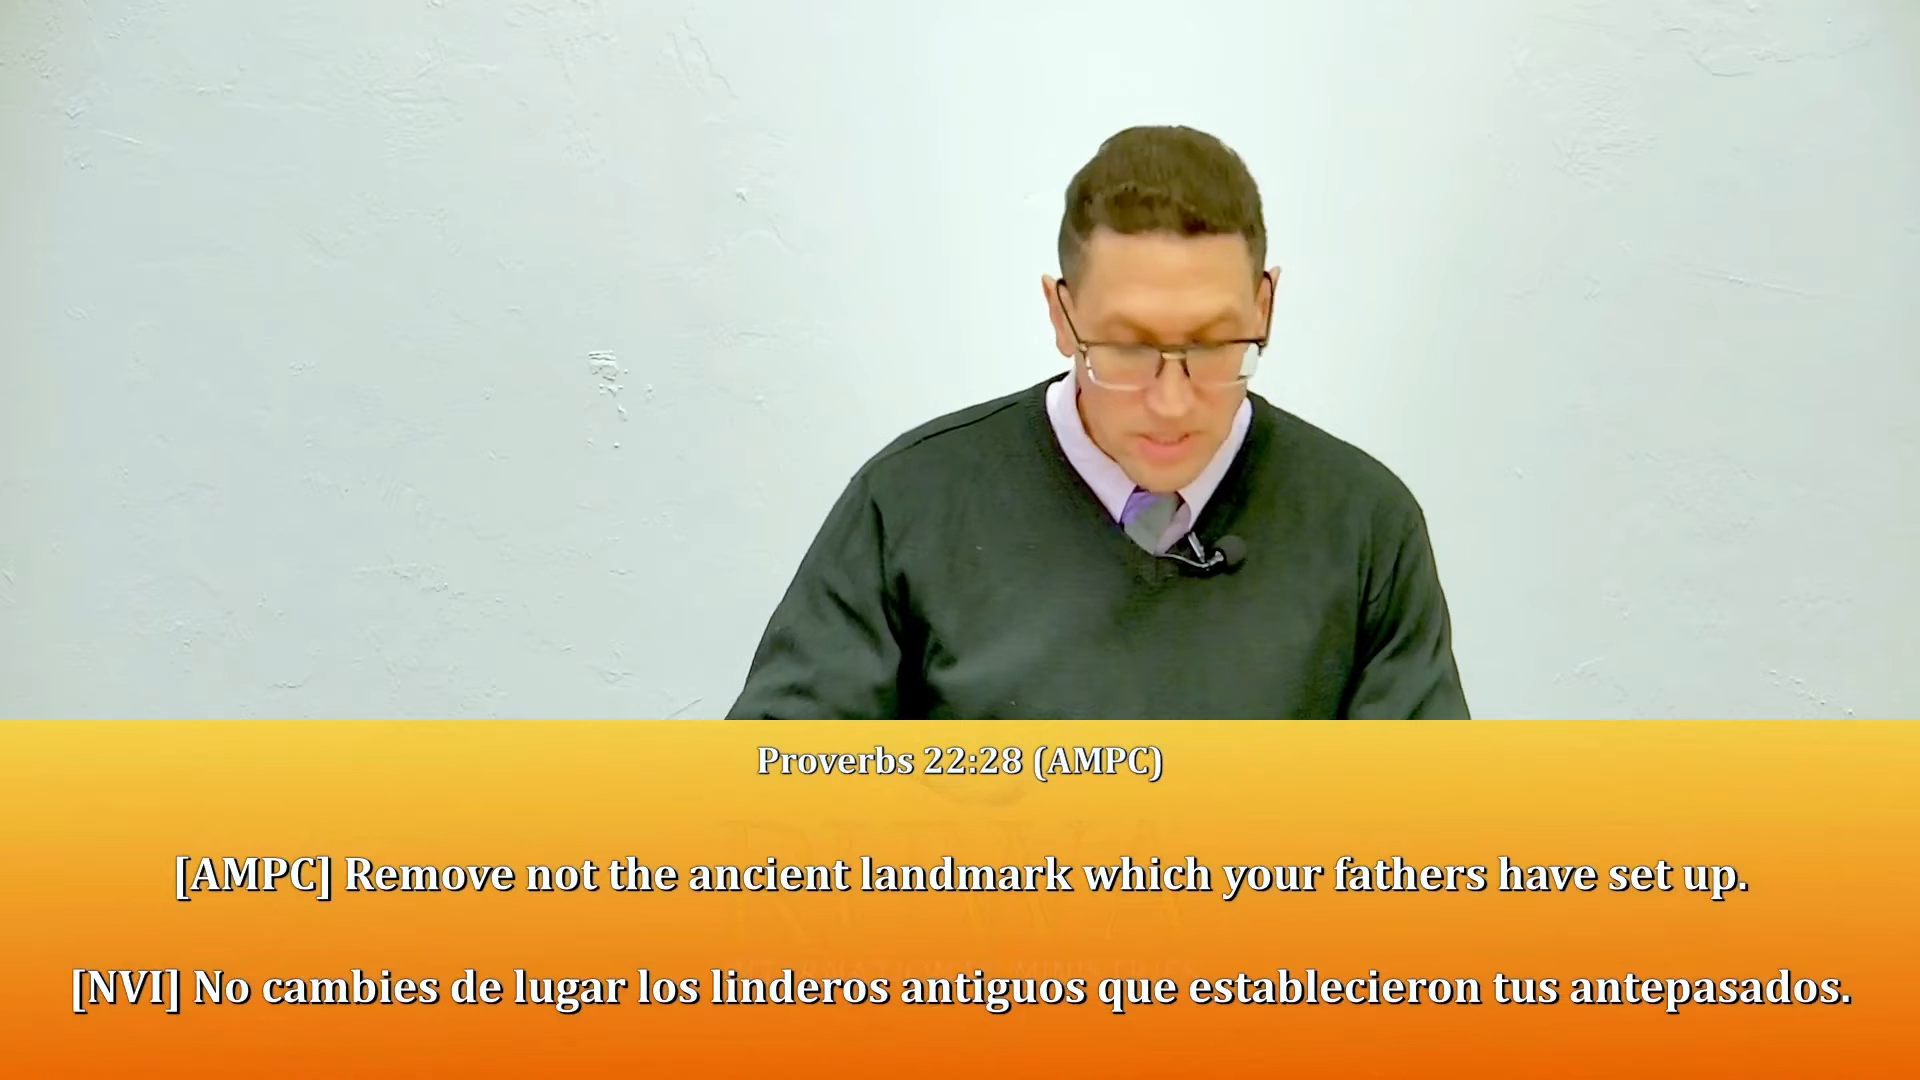 Proverbs 22:28 (AMPC)
[AMPC] Remove not the ancient landmark which your fathers have set up.
[NVI] No cambies de lugar los linderos antiguos que establecieron tus antepasados.